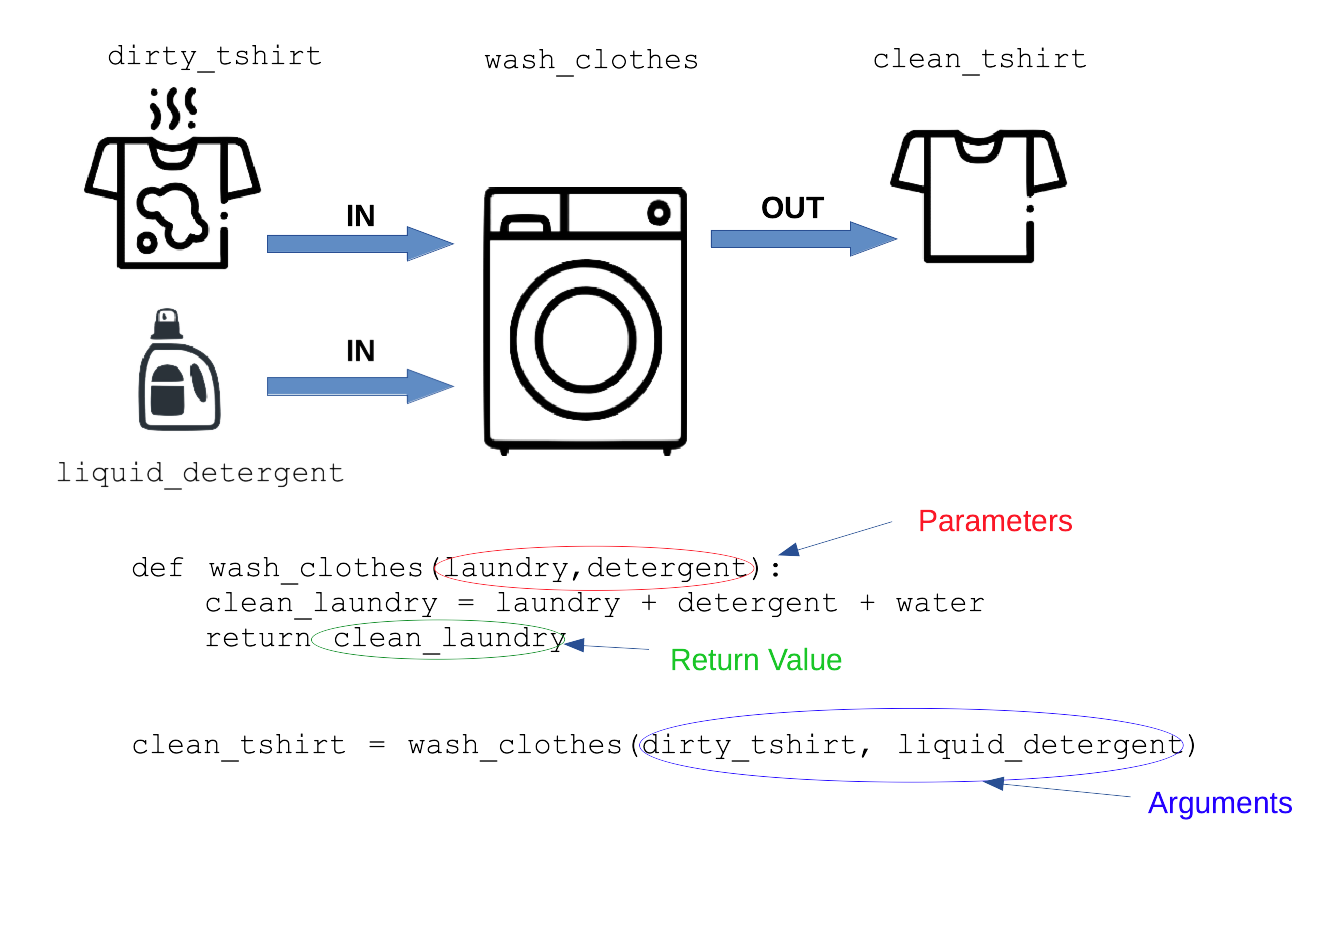 dirty_tshirt
wash_clothes
clean_tshirt
IN
OUT
IN
liquid_detergent
Parameters
def wash_clothes(laundry,detergent):
    clean_laundry = laundry + detergent + water
    return clean_laundry
Return Value
clean_tshirt = wash_clothes(dirty_tshirt, liquid_detergent)
Arguments